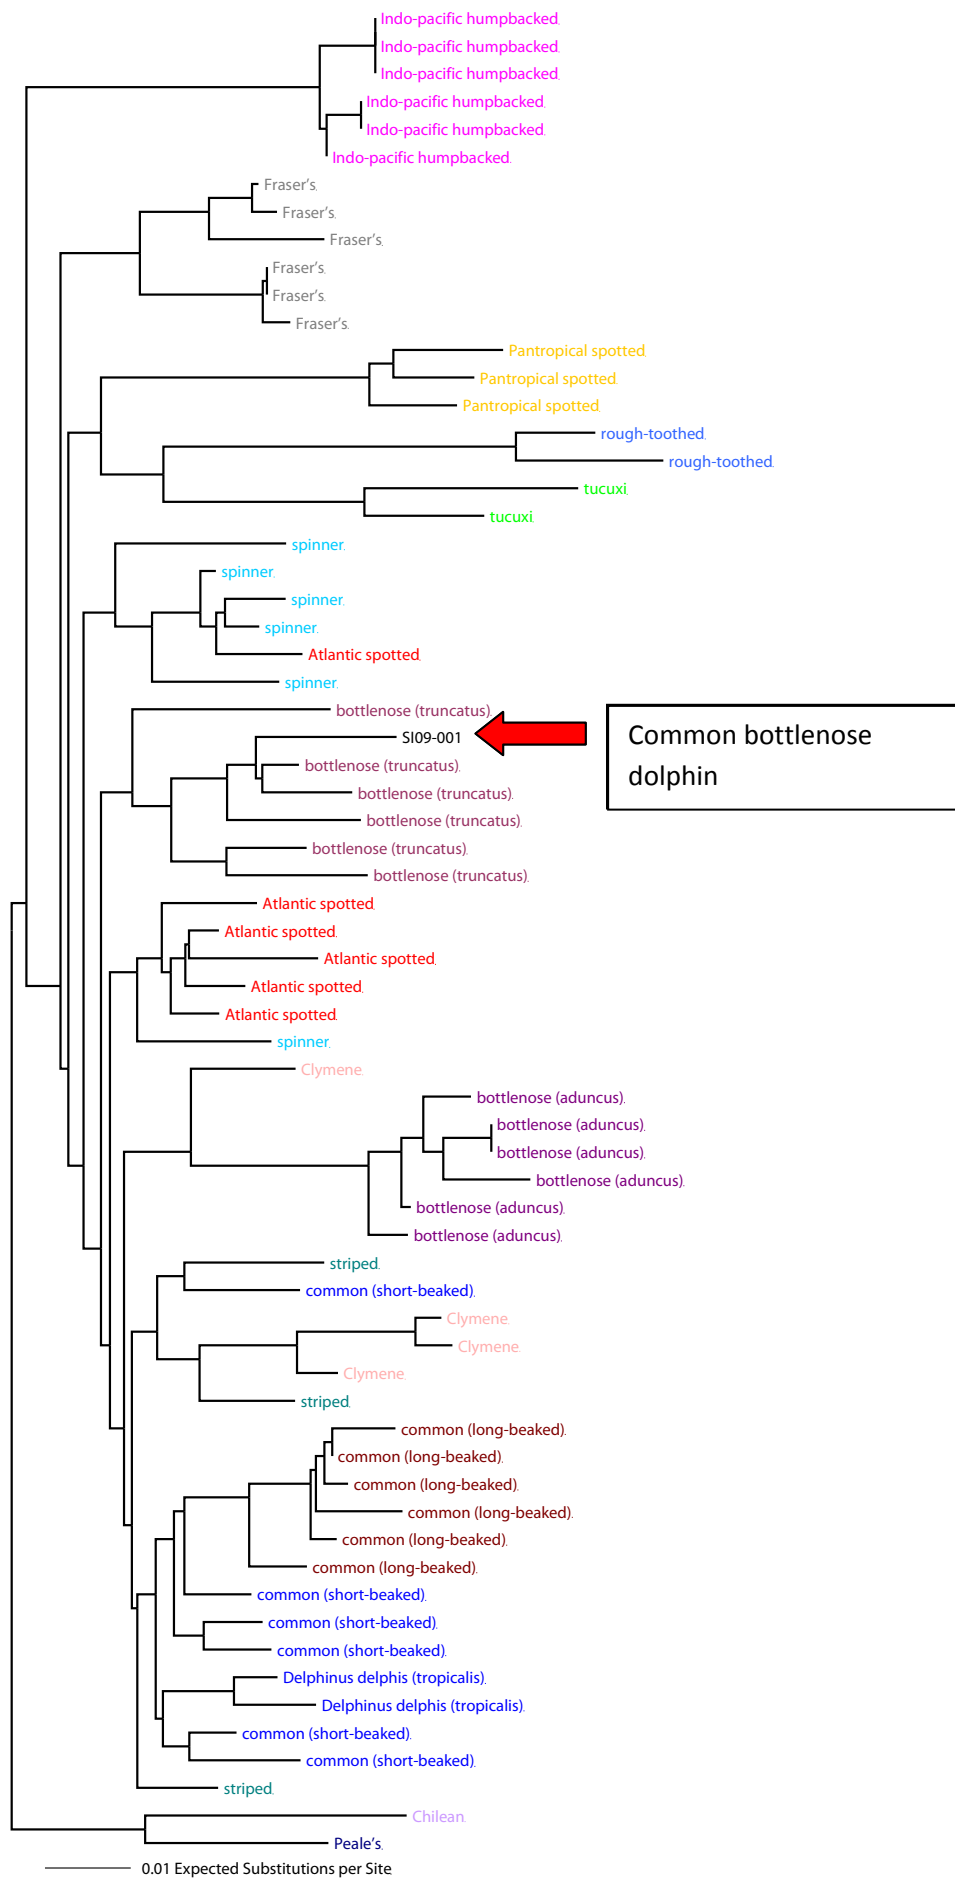 Indo-pacific humpbacked.
Indo-pacific humpbacked.
Indo-pacific humpbacked.
Indo-pacific humpbacked.
Indo-pacific humpbacked.
Indo-pacific humpbacked.
Fraser's.
Fraser's.
Fraser's.
Fraser's.
Fraser's.
Fraser's.
Pantropical spotted.
Pantropical spotted.
Pantropical spotted.
rough-toothed.
rough-toothed.
tucuxi.
tucuxi.
spinner.
spinner.
spinner.
spinner.
Atlantic spotted.
spinner.
bottlenose (truncatus).
SI09-001
Common bottlenose
dolphin
bottlenose (truncatus).
bottlenose (truncatus).
bottlenose (truncatus).
bottlenose (truncatus).
bottlenose (truncatus).
Atlantic spotted.
Atlantic spotted.
Atlantic spotted.
Atlantic spotted.
Atlantic spotted.
spinner.
Clymene.
bottlenose (aduncus).
bottlenose (aduncus).
bottlenose (aduncus).
bottlenose (aduncus).
bottlenose (aduncus).
bottlenose (aduncus).
striped.
common (short-beaked).
Clymene.
Clymene.
Clymene.
striped.
common (long-beaked).
common (long-beaked).
common (long-beaked).
common (long-beaked).
common (long-beaked).
common (long-beaked).
common (short-beaked).
common (short-beaked).
common (short-beaked).
Delphinus delphis (tropicalis).
Delphinus delphis (tropicalis).
common (short-beaked).
common (short-beaked).
striped.
Chilean.
Peale's.
0.01 Expected Substitutions per Site